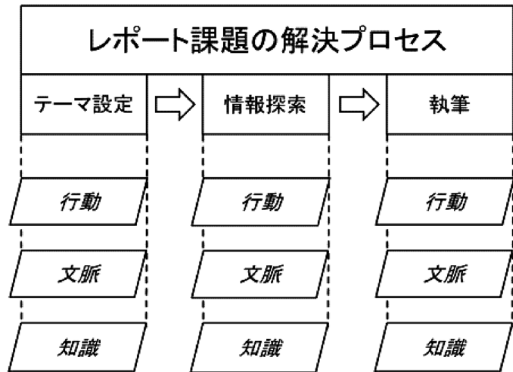 レポート課題の解決プロセス
テーマ設定 情報探索 執筆
行動 行動 行動
文脈 文脈 文脈
知識 知識 知識